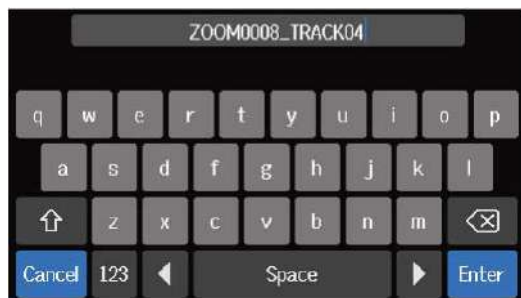 ZOOM0008_TRACK04
q w e r t y u i o p
a s d f g h j k l
z x c v b n m
Cancel 123 Space Enter